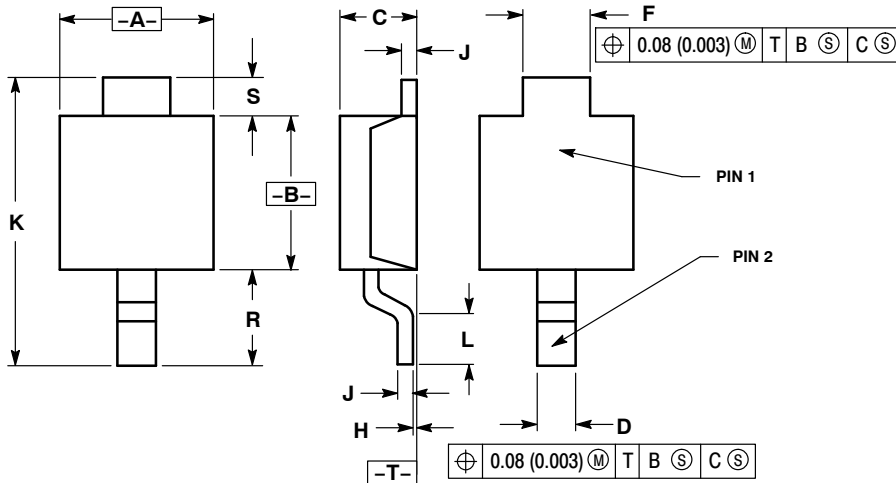 –A–
C
F
⌖ 0.08 (0.003) Ⓜ T B Ⓢ C Ⓢ
J
S
–B–
K
PIN 1
PIN 2
R
L
J
H
D
⌖ 0.08 (0.003) Ⓜ T B Ⓢ C Ⓢ
–T–